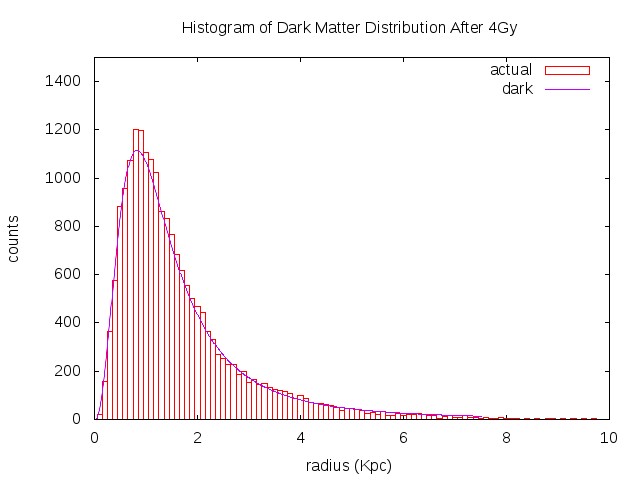 Histogram of Dark Matter Distribution After 4Gy
actual
dark
1400
1200
1000
800
600
400
200
0
counts
0 2 4 6 8 10
radius (Kpc)